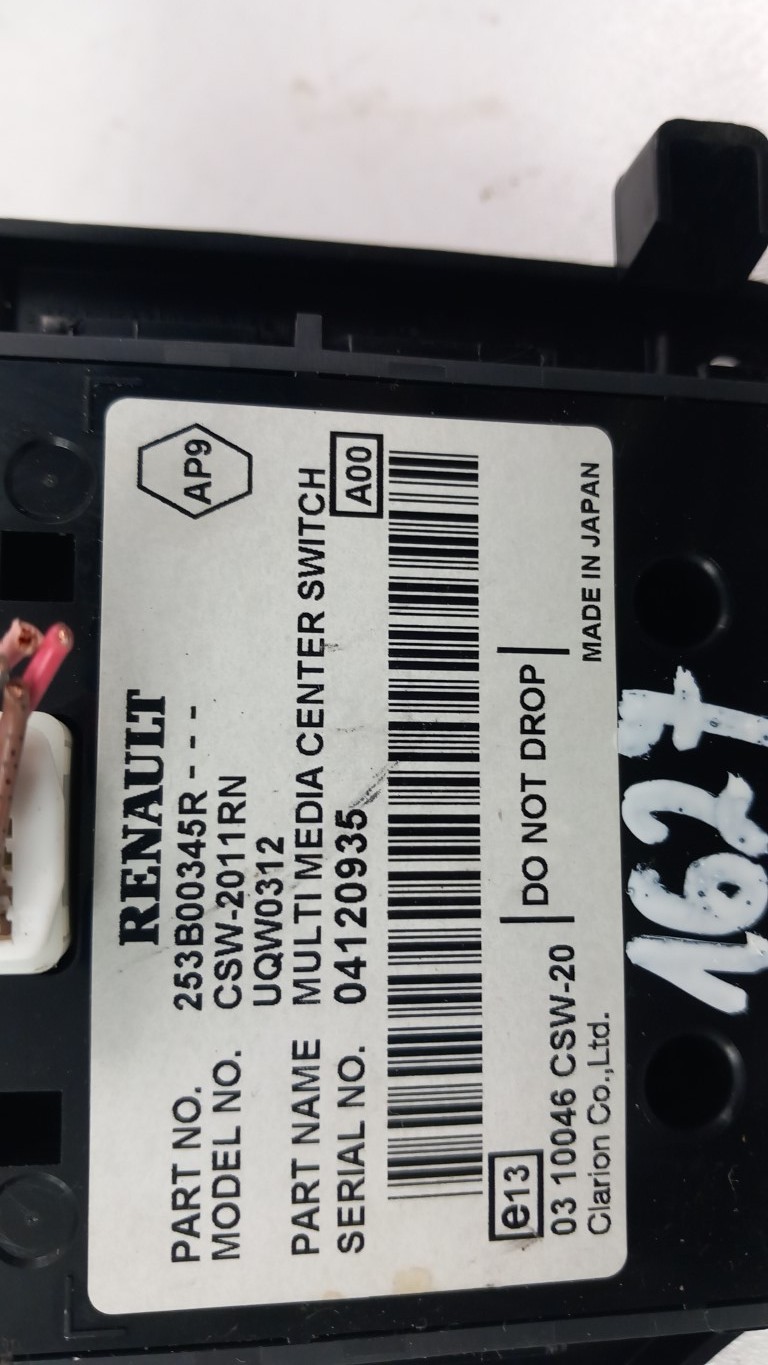 RENAULT
AP9
PART NO. 253B00345R - - -
MODEL NO. CSW-2011RN
UQW0312
PART NAME MULTI MEDIA CENTER SWITCH
SERIAL NO. 04120935
A00
e13
03 10046 CSW-20
DO NOT DROP
Clarion Co.,Ltd.
MADE IN JAPAN
1627